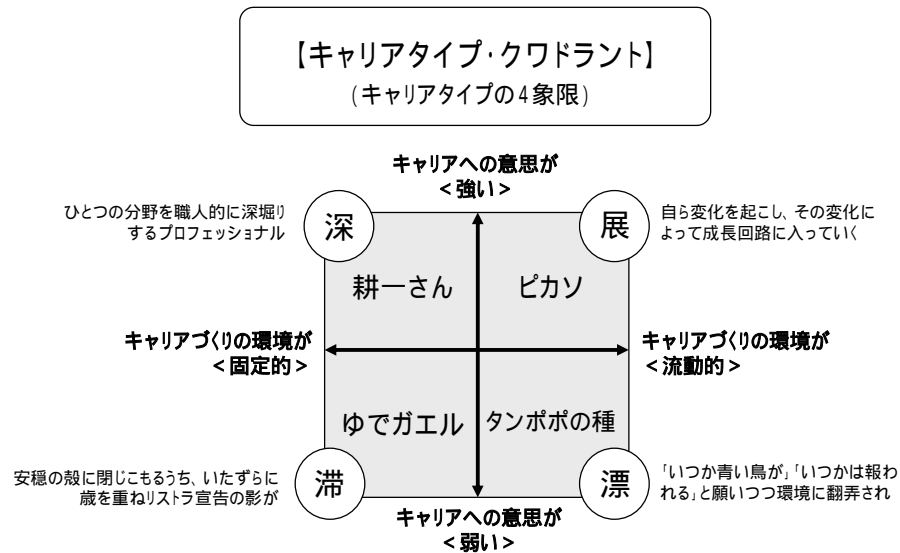 【キャリアタイプ・クワドラント】
(キャリアタイプの4象限)
キャリアへの意思が
<強い>
ひとつの分野を職人的に深堀り
するプロフェッショナル
深
展
自ら変化を起こし、その変化に
よって成長回路に入っていく
耕一さん
ピカソ
キャリアづくりの環境が
<固定的>
キャリアづくりの環境が
<流動的>
ゆでガエル
タンポポの種
安穏の殻に閉じこもるうち、いたずらに
歳を重ねリストラ宣告の影が
滞
漂
「いつか青い鳥が」「いつかは報わ
れる」と願いつつ環境に翻弄され
キャリアへの意思が
<弱い>